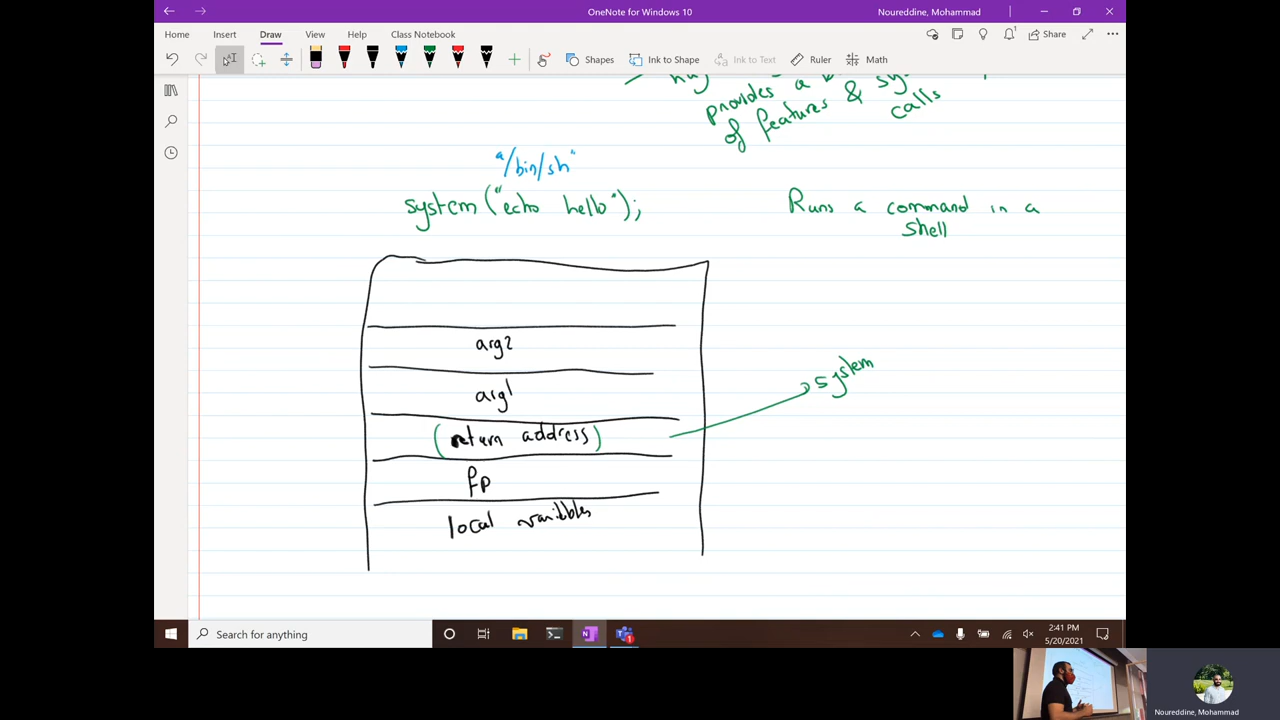 OneNote for Windows 10
Noureddine, Mohammad
Home Insert Draw View Help Class Notebook
Share
Shapes Ink to Shape Ink to Text Ruler Math
provides a
of features &
calls
"/bin/sh"
system("echo hello");
Runs a command in a
shell
arg2
arg1
(return address)
system
fp
local varibbles
Search for anything
2:41 PM
5/20/2021
Noureddine, Mohammad